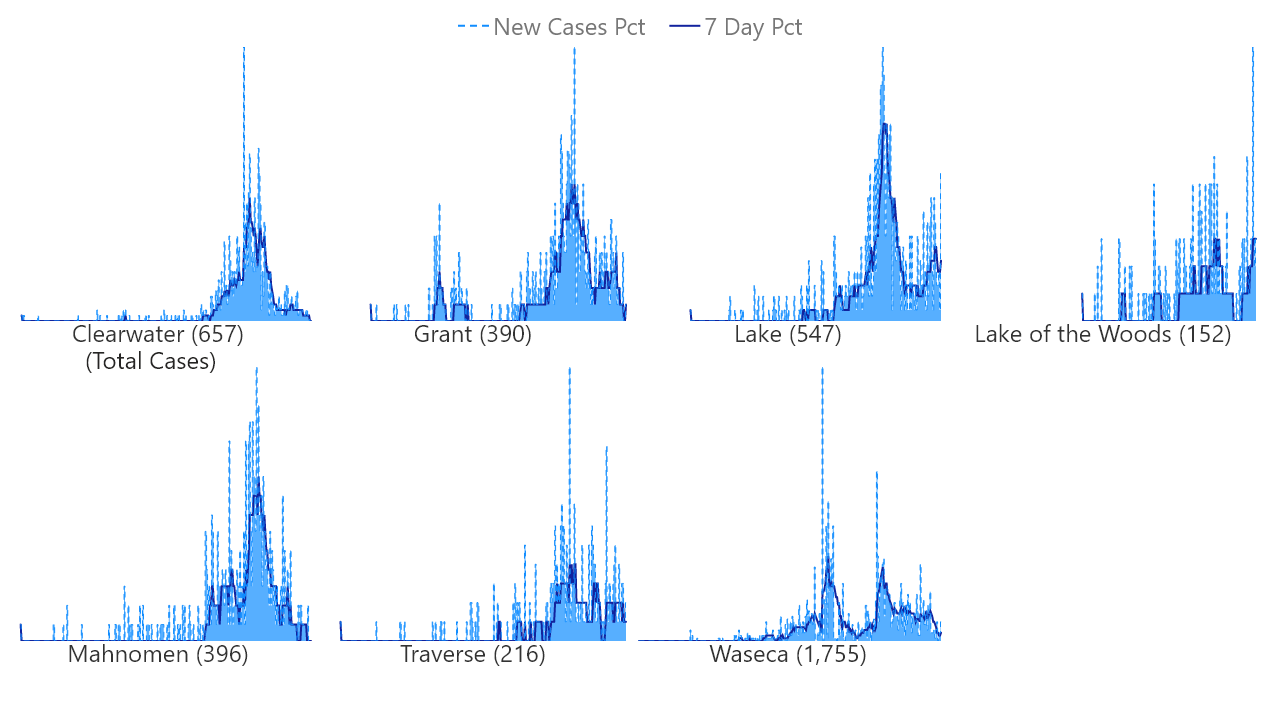 New Cases Pct 7 Day Pct
Clearwater (657)
(Total Cases)
Grant (390)
Lake (547)
Lake of the Woods (152)
Mahnomen (396)
Traverse (216)
Waseca (1,755)